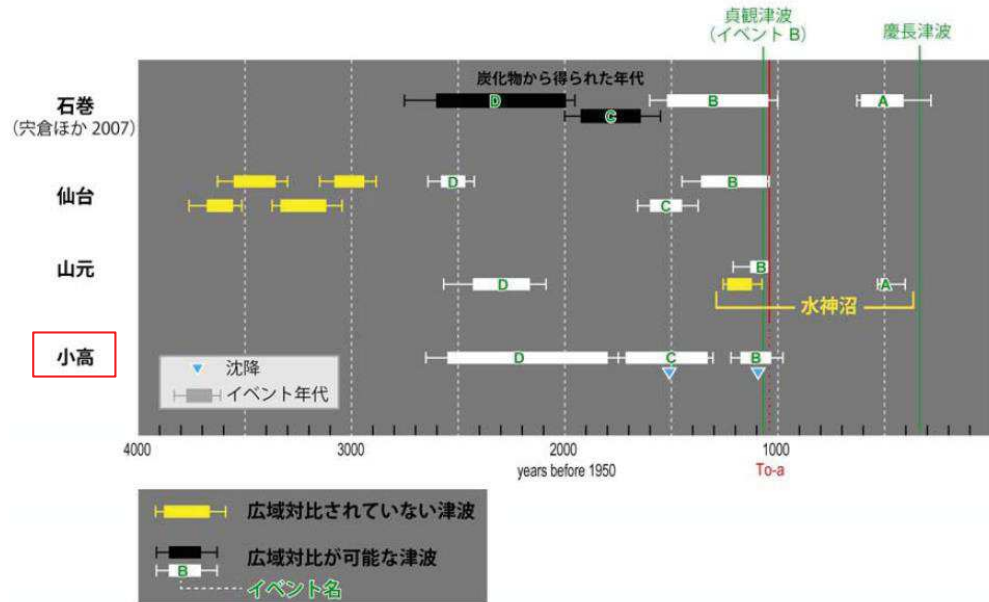 貞観津波
(イベント B)
慶長津波
炭化物から得られた年代
石巻
(宍倉ほか 2007)
D
B
A
C
仙台
D
B
C
山元
B
D
A
水神沼
小高
D
C
B
沈降
イベント年代
4000
3000
2000
1000
years before 1950
To-a
広域対比されていない津波
広域対比が可能な津波
B
イベント名